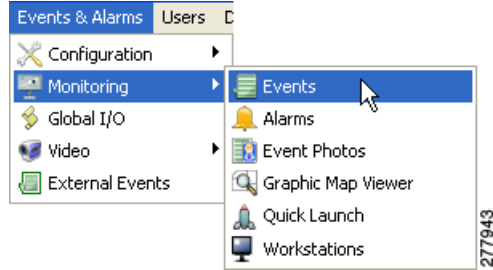 Events & Alarms Users
Configuration
Monitoring
Global I/O
Video
External Events
Events
Alarms
Event Photos
Graphic Map Viewer
Quick Launch
Workstations
277943